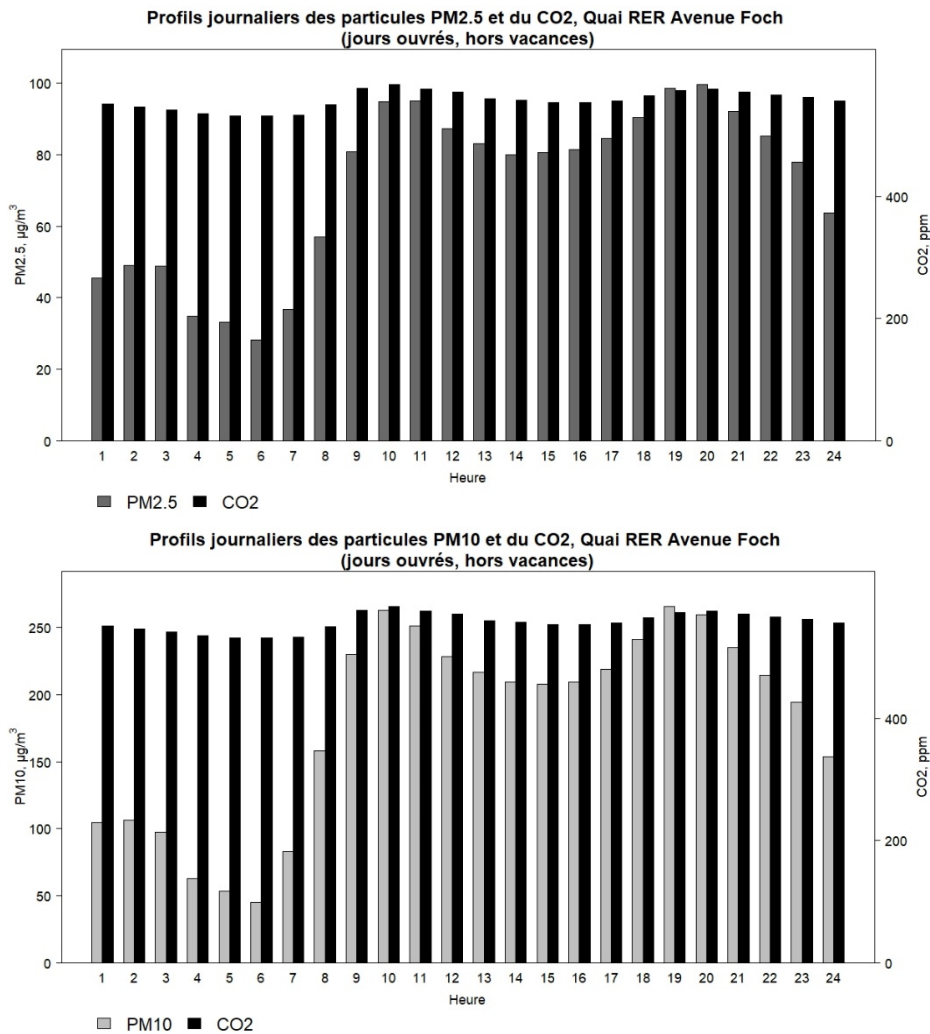 Profils journaliers des particules PM2.5 et du CO2, Quai RER Avenue Foch
(jours ouvrés, hors vacances)
100
80
60
40
20
0
PM2.5, µg/m³
400
200
0
CO2, ppm
1 2 3 4 5 6 7 8 9 10 11 12 13 14 15 16 17 18 19 20 21 22 23 24
Heure
PM2.5 CO2
Profils journaliers des particules PM10 et du CO2, Quai RER Avenue Foch
(jours ouvrés, hors vacances)
250
200
150
100
50
0
PM10, µg/m³
400
200
0
CO2, ppm
1 2 3 4 5 6 7 8 9 10 11 12 13 14 15 16 17 18 19 20 21 22 23 24
Heure
PM10 CO2